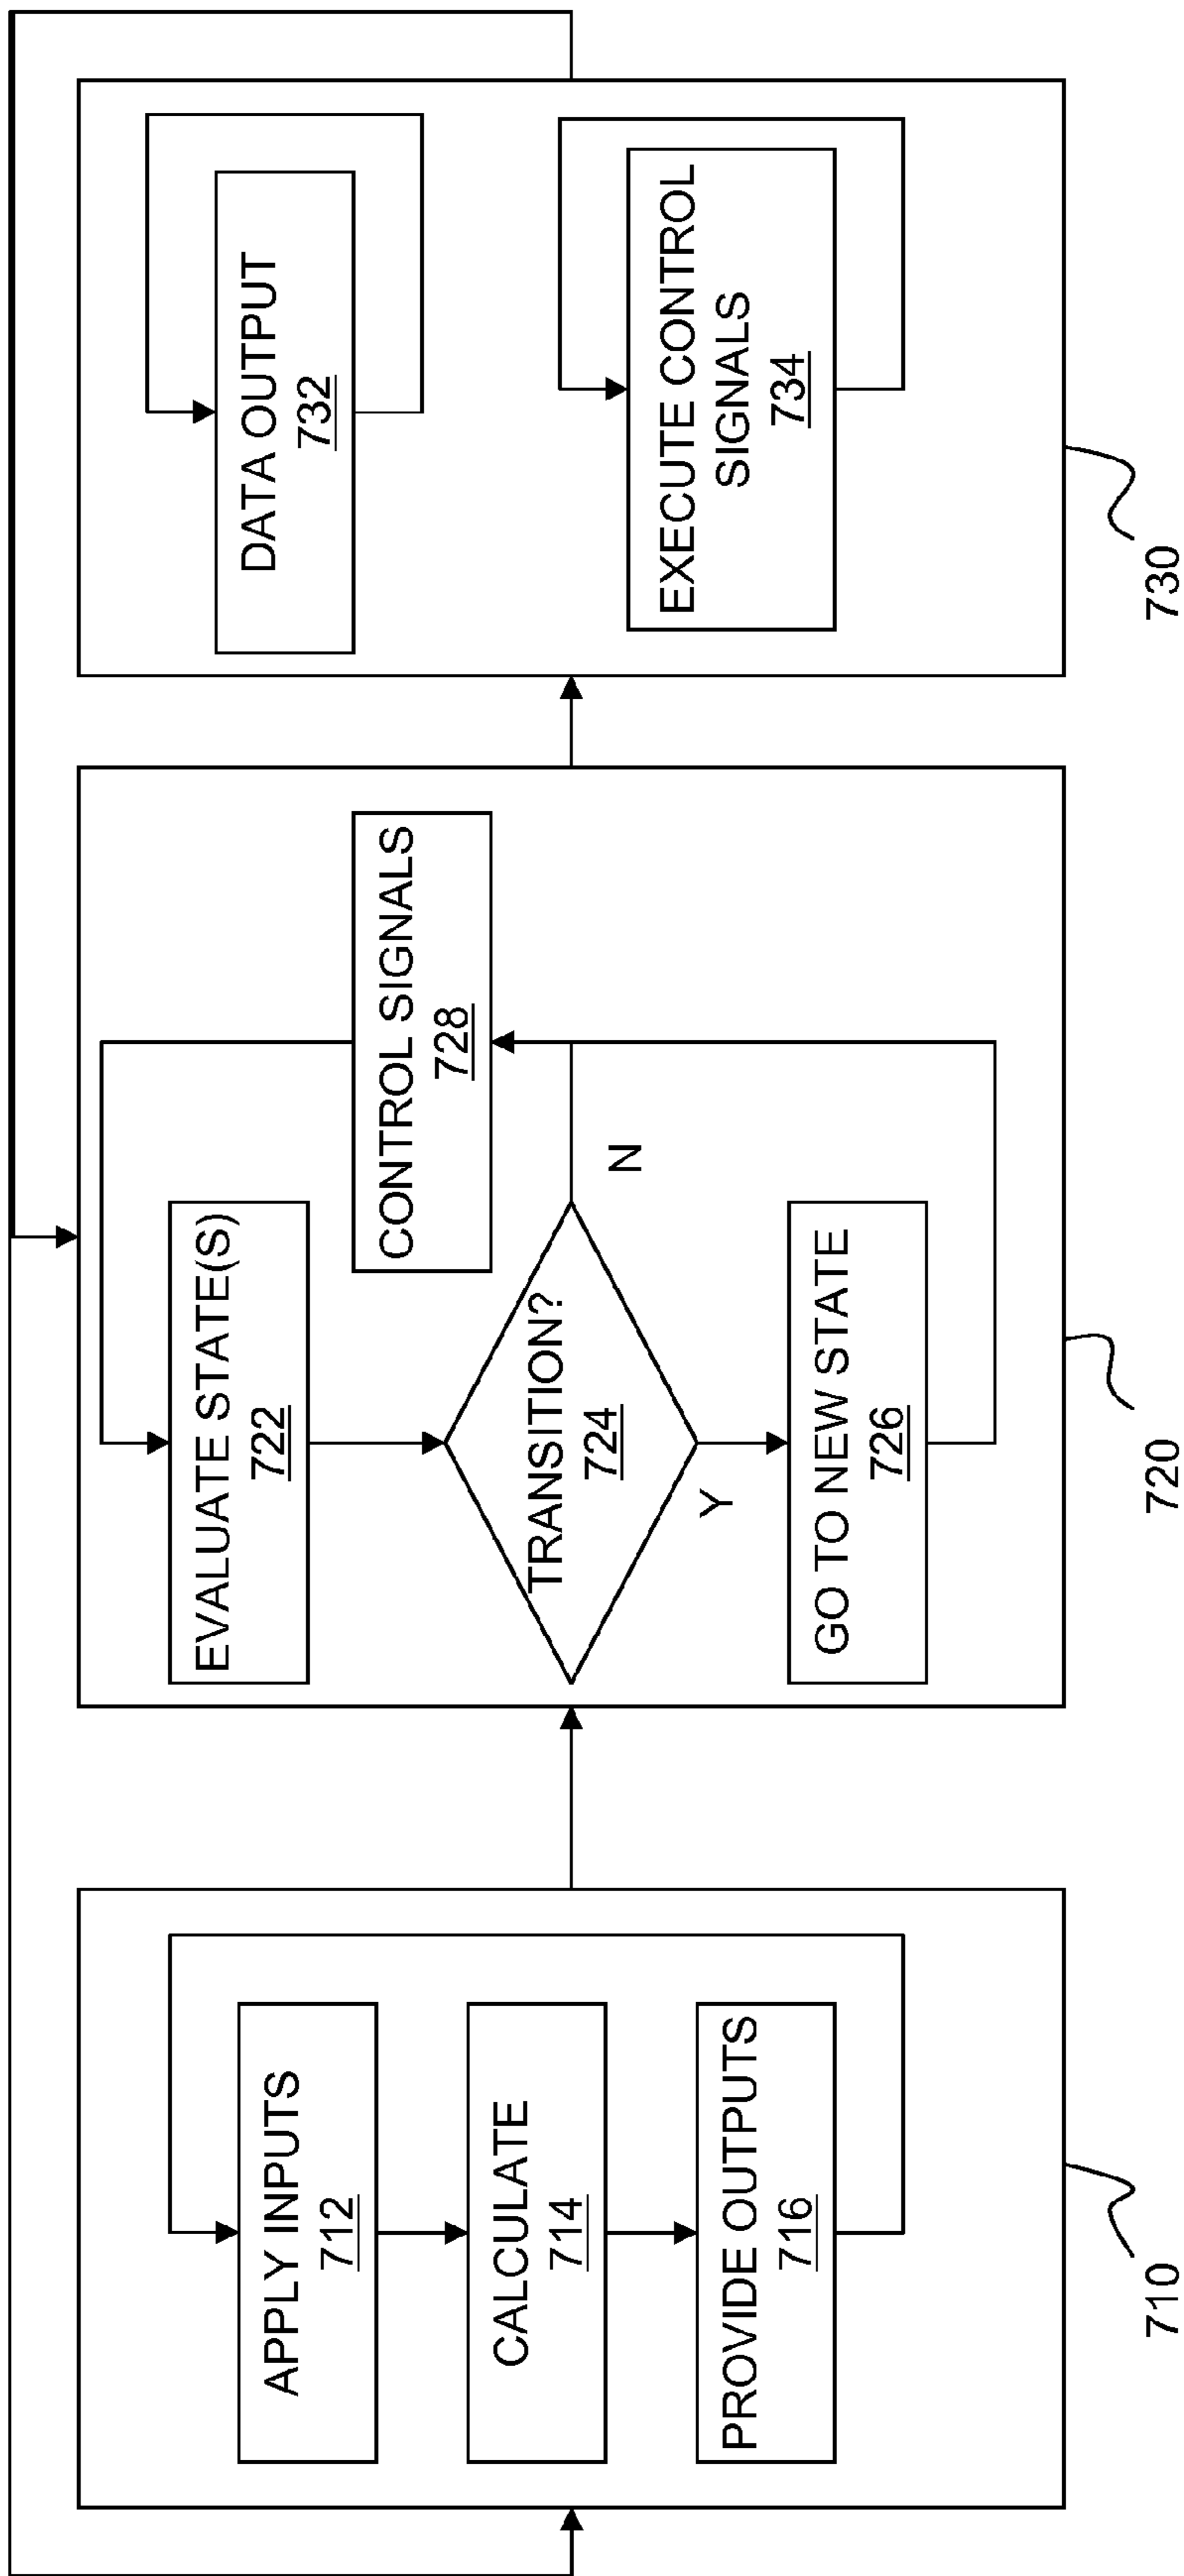 APPLY INPUTS
712
CALCULATE
714
PROVIDE OUTPUTS
716
710
EVALUATE STATE(S)
722
CONTROL SIGNALS
728
TRANSITION?
724
N
Y
GO TO NEW STATE
726
720
DATA OUTPUT
732
EXECUTE CONTROL
SIGNALS
734
730